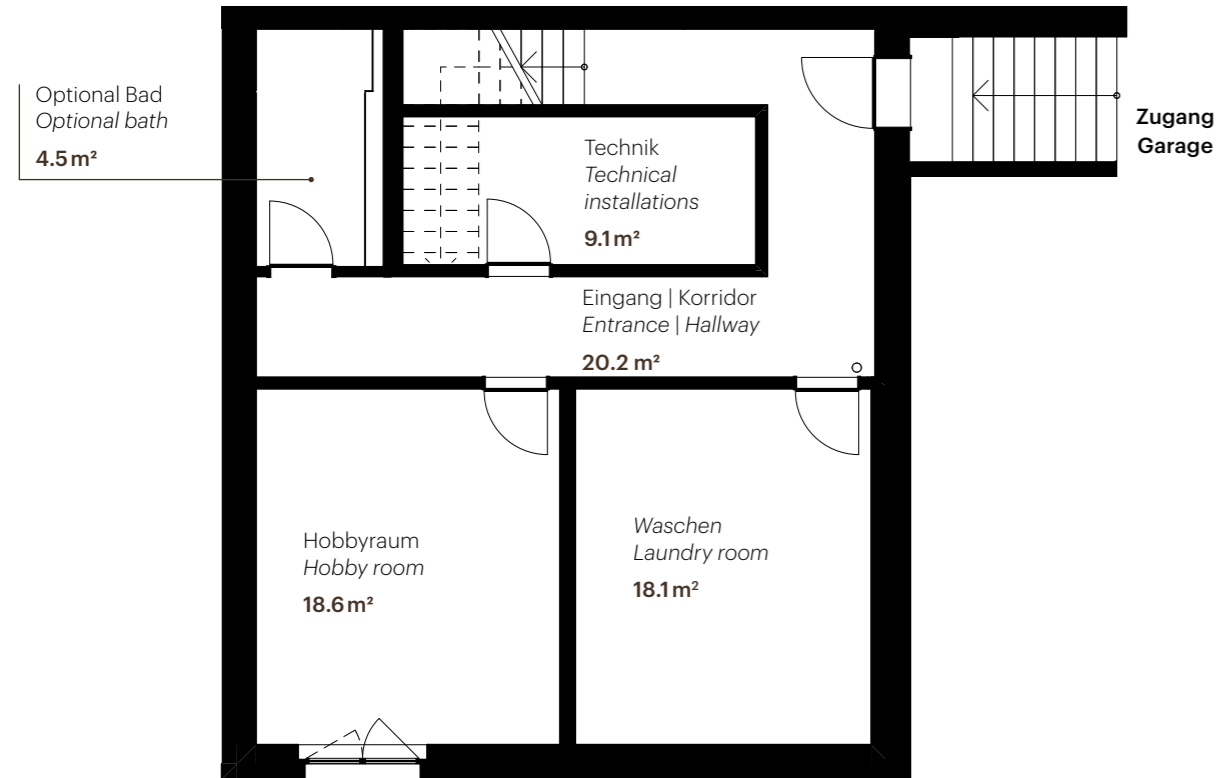 Optional Bad
Optional bath
4.5 m²
Technik
Technical
installations
9.1 m²
Zugang
Garage
Eingang | Korridor
Entrance | Hallway
20.2 m²
Hobbyraum
Hobby room
18.6 m²
Waschen
Laundry room
18.1 m²